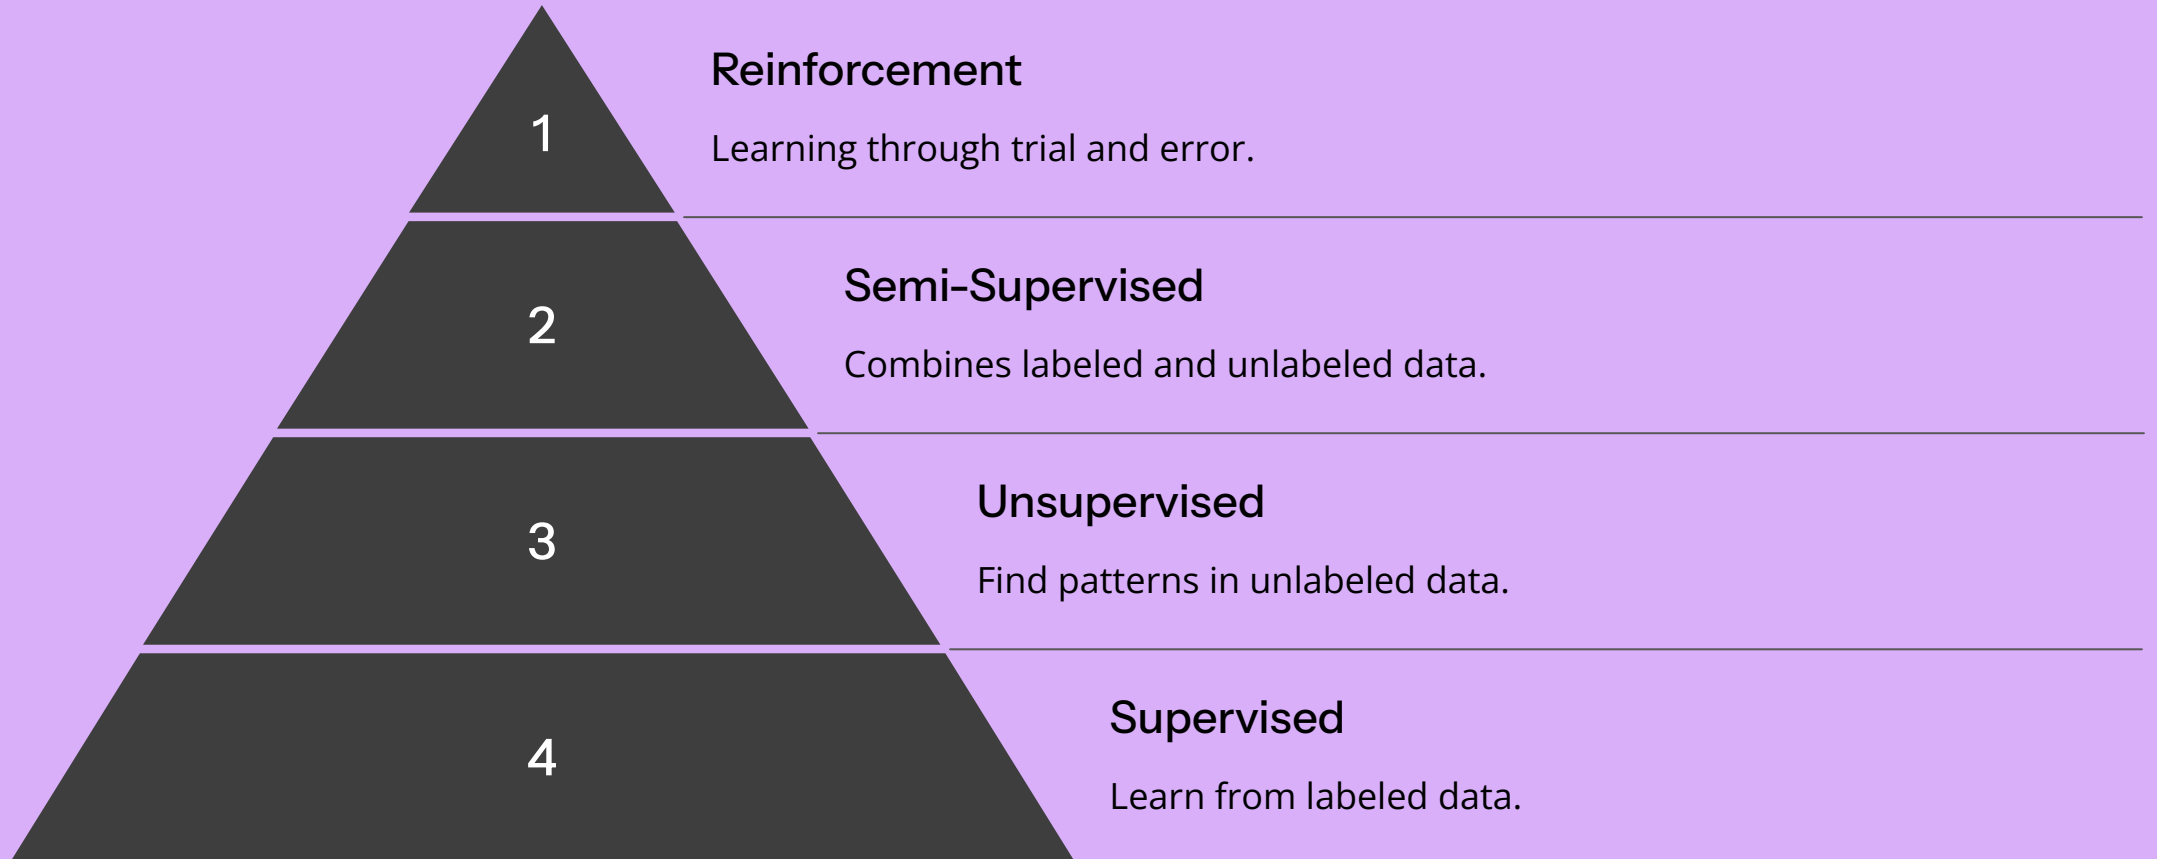 1
Reinforcement
Learning through trial and error.
2
Semi-Supervised
Combines labeled and unlabeled data.
3
Unsupervised
Find patterns in unlabeled data.
4
Supervised
Learn from labeled data.